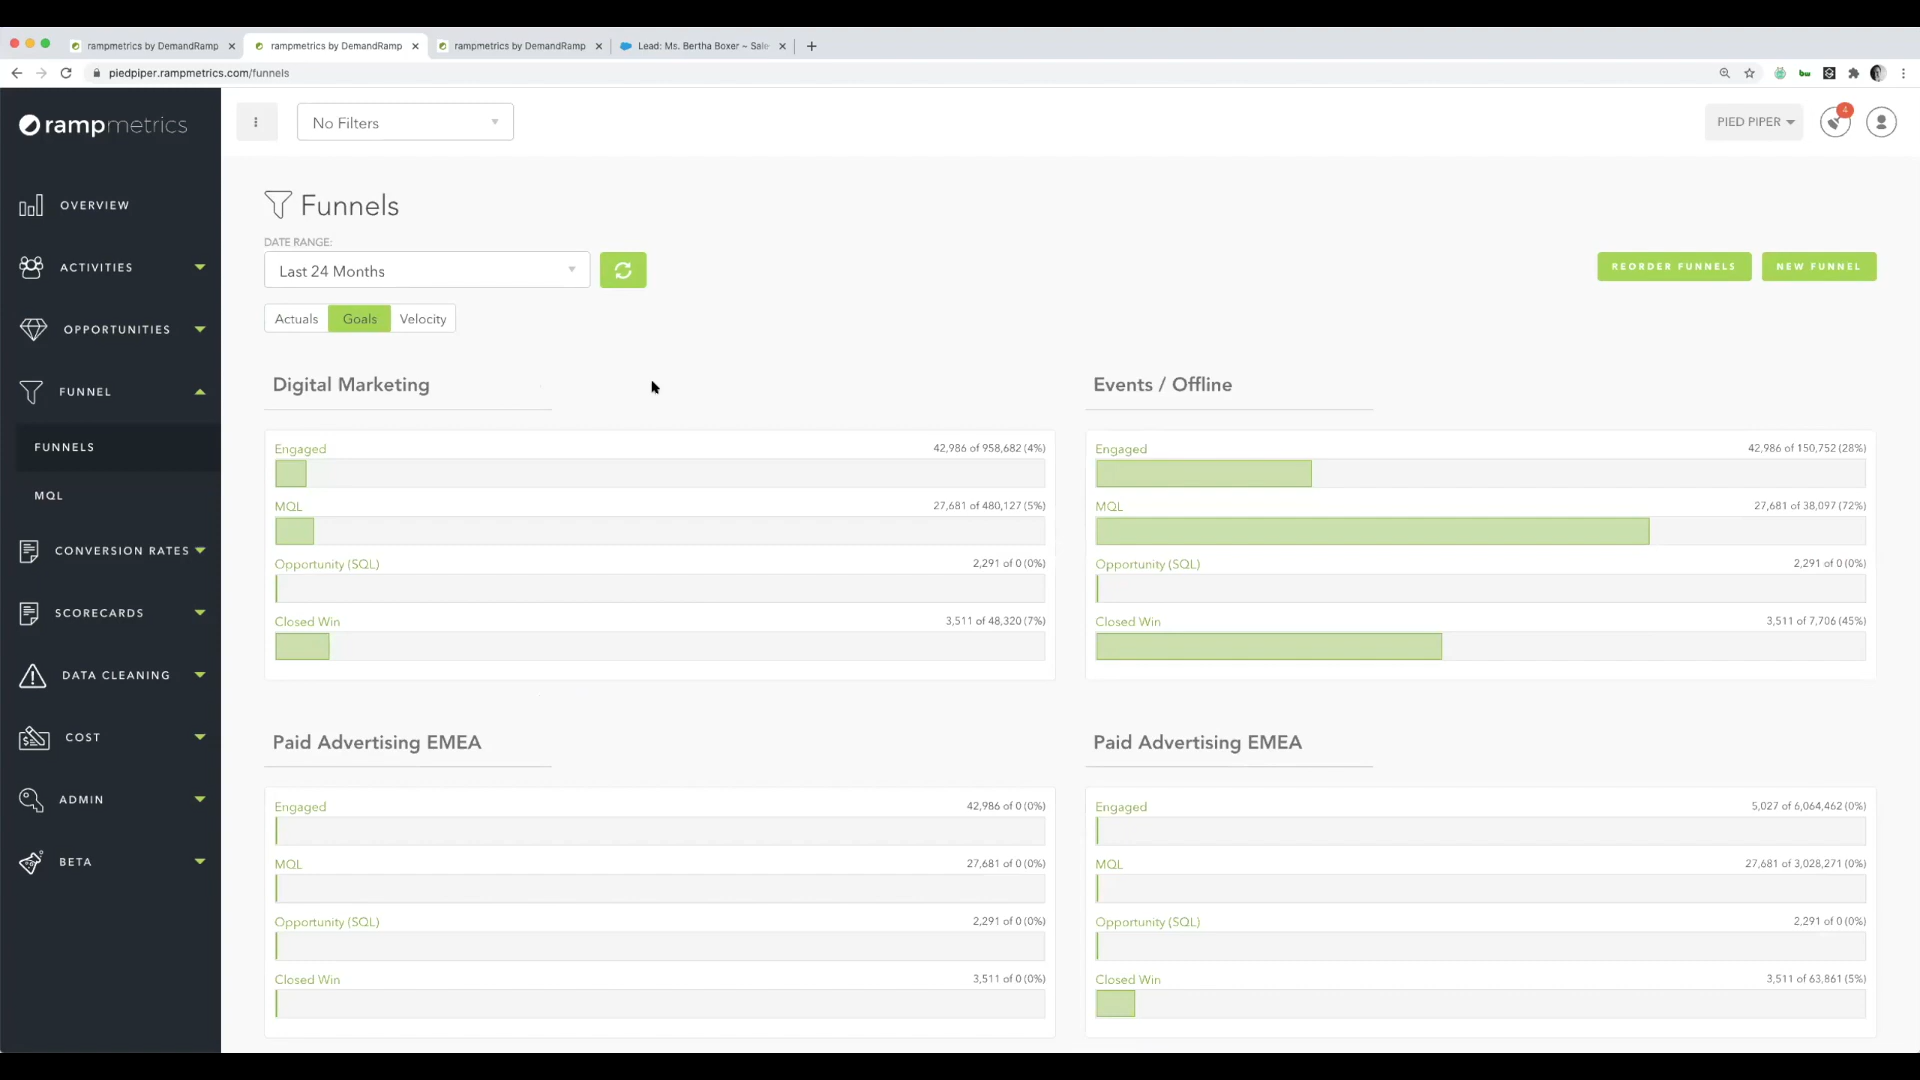 rampmetrics by DemandRamp
rampmetrics by DemandRamp
rampmetrics by DemandRamp
Lead: Ms. Bertha Boxer ~ Sale
piedpiper.rampmetrics.com/funnels
rampmetrics
No Filters
PIED PIPER
4
OVERVIEW
ACTIVITIES
OPPORTUNITIES
FUNNEL
FUNNELS
MQL
CONVERSION RATES
SCORECARDS
DATA CLEANING
COST
ADMIN
BETA
Funnels
DATE RANGE:
Last 24 Months
REORDER FUNNELS
NEW FUNNEL
Actuals Goals Velocity
Digital Marketing
Engaged 42,986 of 958,682 (4%)
MQL 27,681 of 480,127 (5%)
Opportunity (SQL) 2,291 of 0 (0%)
Closed Win 3,511 of 48,320 (7%)
Events / Offline
Engaged 42,986 of 150,752 (28%)
MQL 27,681 of 38,097 (72%)
Opportunity (SQL) 2,291 of 0 (0%)
Closed Win 3,511 of 7,706 (45%)
Paid Advertising EMEA
Engaged 42,986 of 0 (0%)
MQL 27,681 of 0 (0%)
Opportunity (SQL) 2,291 of 0 (0%)
Closed Win 3,511 of 0 (0%)
Paid Advertising EMEA
Engaged 5,027 of 6,064,462 (0%)
MQL 27,681 of 3,028,271 (0%)
Opportunity (SQL) 2,291 of 0 (0%)
Closed Win 3,511 of 63,861 (5%)